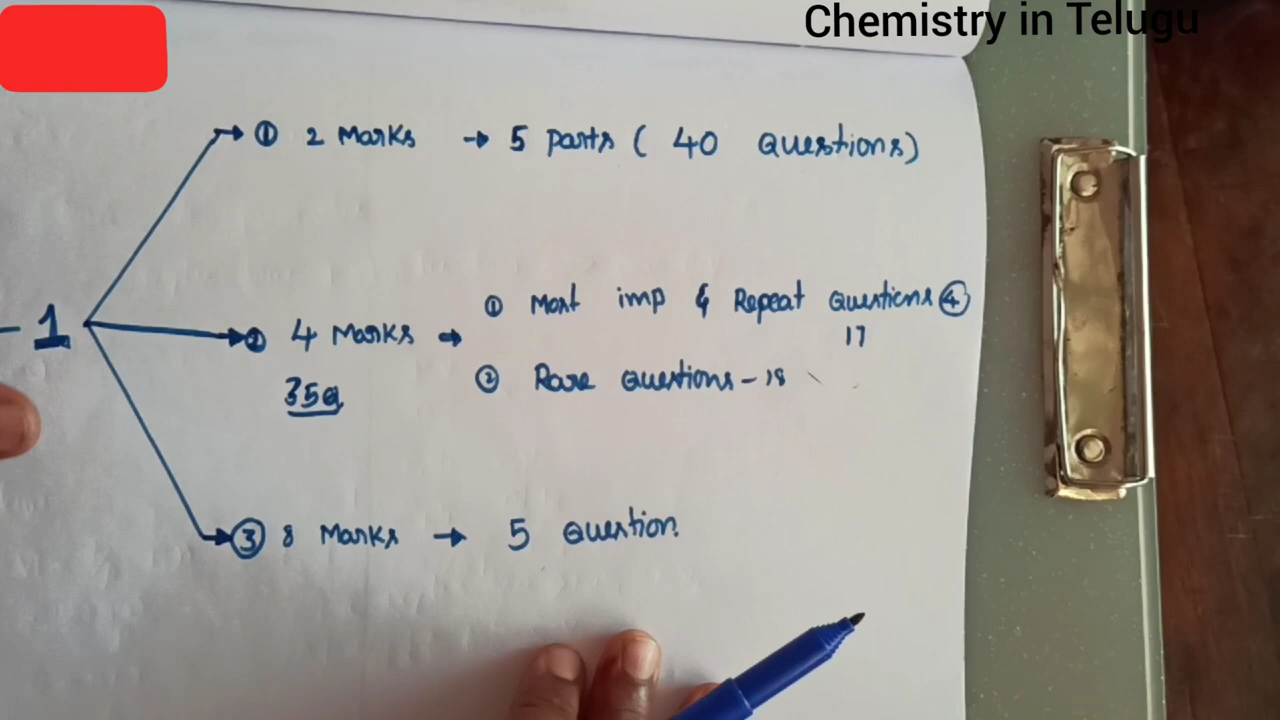 Chemistry in Telugu
① 2 Marks → 5 parts ( 40 Questions)
– 1
② 4 Marks →
35Q
① Most imp & Repeat Questions ④
17
② Rare Questions – 18
③ 8 Marks → 5 Question